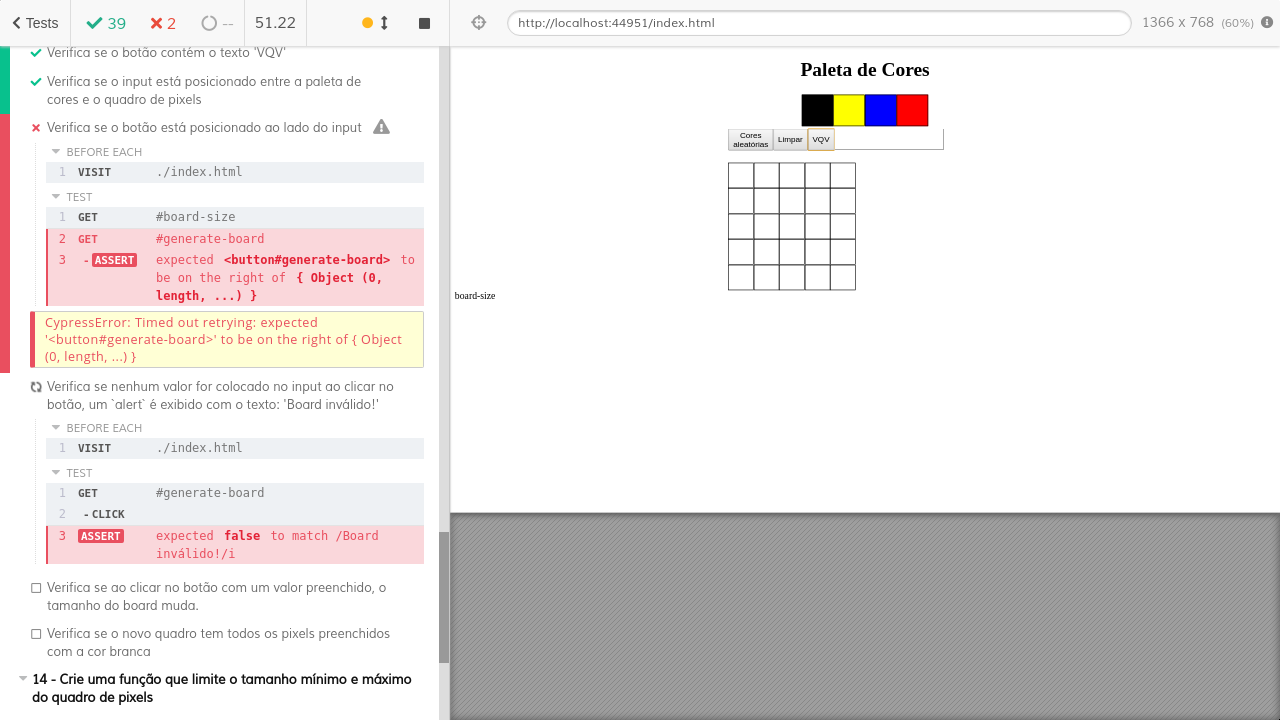 Tests 39 2 -- 51.22
http://localhost:44951/index.html 1366 x 768 (60%)
Verifica se o botão contém o texto 'VQV'
Verifica se o input está posicionado entre a paleta de
cores e o quadro de pixels
Verifica se o batão está posicionado ao lado do input
BEFORE EACH
1 VISIT ./index.html
TEST
1 GET #board-size
2 GET #generate-board
3 -ASSERT expected <button#generate-board> to
be on the right of { Object (0,
length, ...) }
CypressError: Timed out retrying: expected
'<button#generate-board>' to be on the right of { Object
(0, length, ...) }
Verifica se nenhum valor for colocado no input ao clicar no
botão, um `alert` é exibido com o texto: 'Board inválido!'
BEFORE EACH
1 VISIT ./index.html
TEST
1 GET #generate-board
2 -CLICK
3 ASSERT expected false to match /Board
inválido!/i
Verifica se ao clicar no botão com um valor preenchido, o
tamanho do board muda.
Verifica se o novo quadro tem todos os pixels preenchidos
com a cor branca
14 - Crie uma função que limite o tamanho mínimo e máximo
do quadro de pixels
Paleta de Cores
Cores
aleatórias
Limpar
VQV
board-size